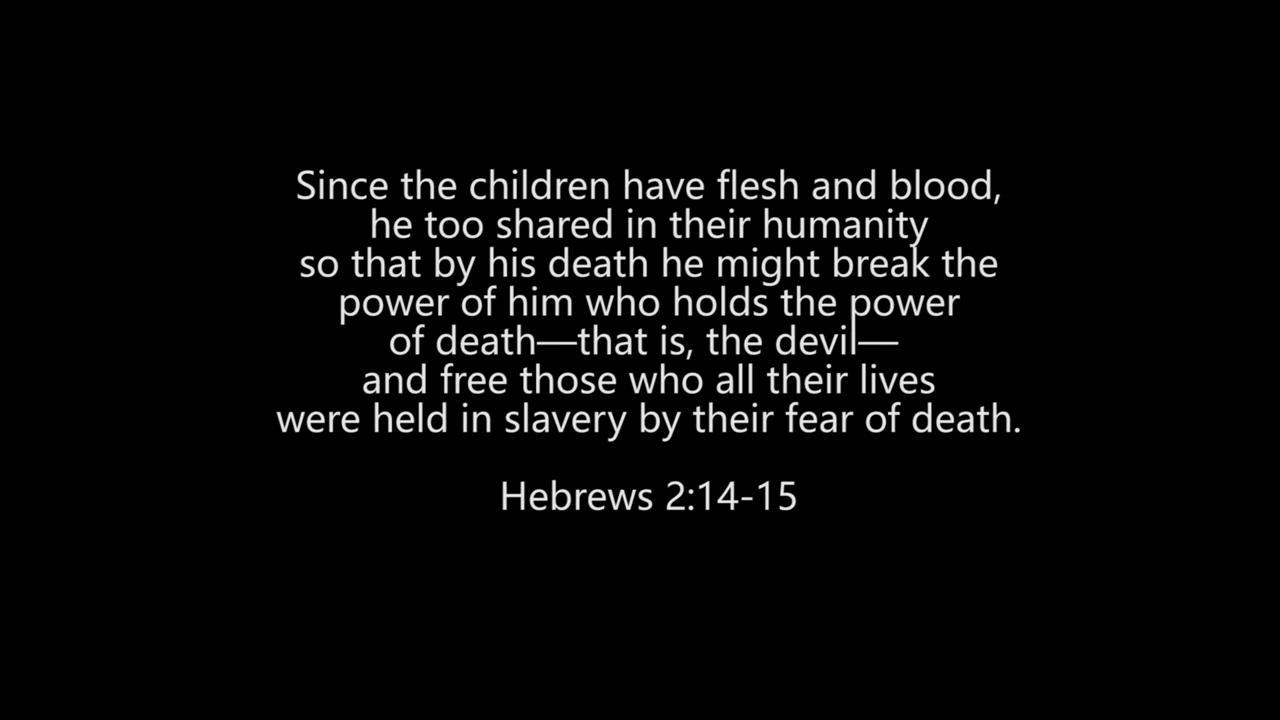 Since the children have flesh and blood,
he too shared in their humanity
so that by his death he might break the
power of him who holds the power
of death—that is, the devil—
and free those who all their lives
were held in slavery by their fear of death.
Hebrews 2:14-15